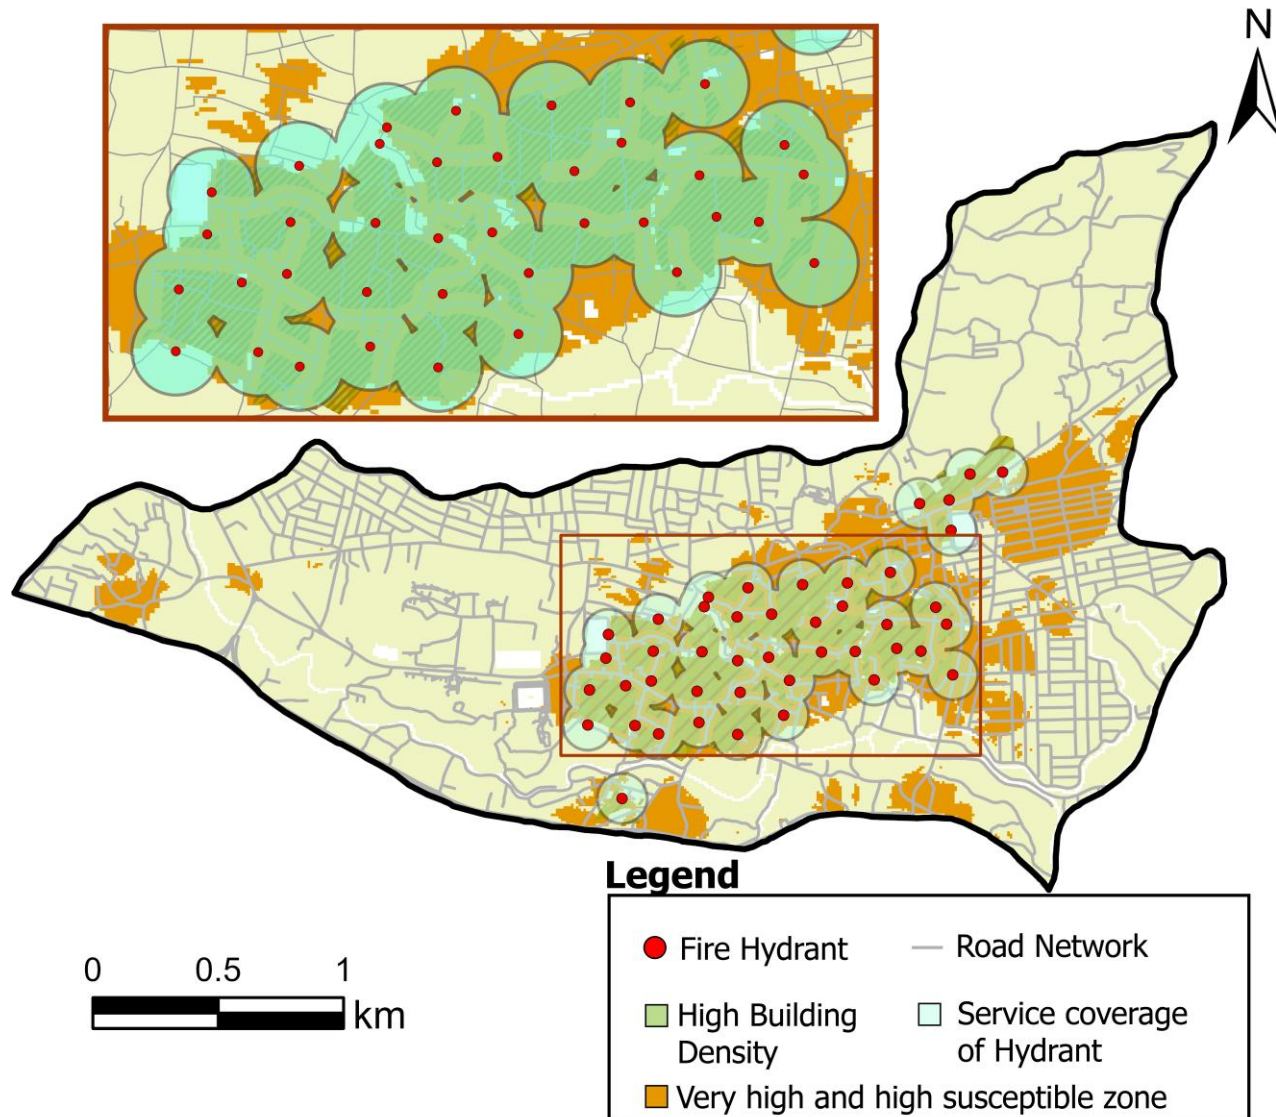 N
Legend
Fire Hydrant
Road Network
High Building
Density
Service coverage
of Hydrant
Very high and high susceptible zone
0 0.5 1
km